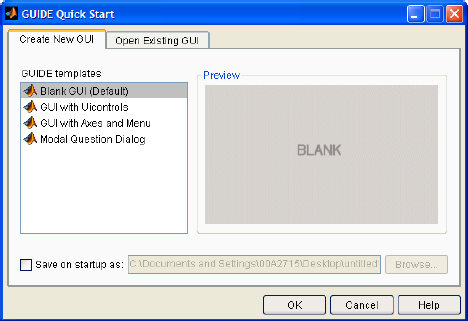 GUIDE Quick Start
Create New GUI
Open Existing GUI
GUIDE templates
Blank GUI (Default)
GUI with Uicontrols
GUI with Axes and Menu
Modal Question Dialog
Preview
BLANK
Save on startup as: C:\Documents and Settings\00A2715\Desktop\untitled Browse...
OK Cancel Help